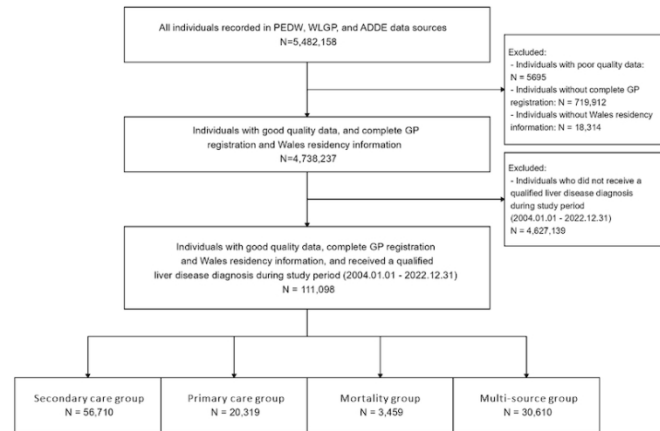 All individuals recorded in PEDW, WLGP, and ADDE data sources
N=5,482,158
Excluded:
- Individuals with poor quality data:
N = 5695
- Individuals without complete GP
registration: N = 719,912
- Individuals without Wales residency
information: N = 18,314
Individuals with good quality data, and complete GP
registration and Wales residency information
N=4,738,237
Excluded:
- Individuals who did not receive a
qualified liver disease diagnosis
during study period
(2004.01.01 - 2022.12.31)
N = 4,627,139
Individuals with good quality data, complete GP registration
and Wales residency information, and received a qualified
liver disease diagnosis during study period (2004.01.01 - 2022.12.31)
N = 111,098
Secondary care group
N = 56,710
Primary care group
N = 20,319
Mortality group
N = 3,459
Multi-source group
N = 30,610